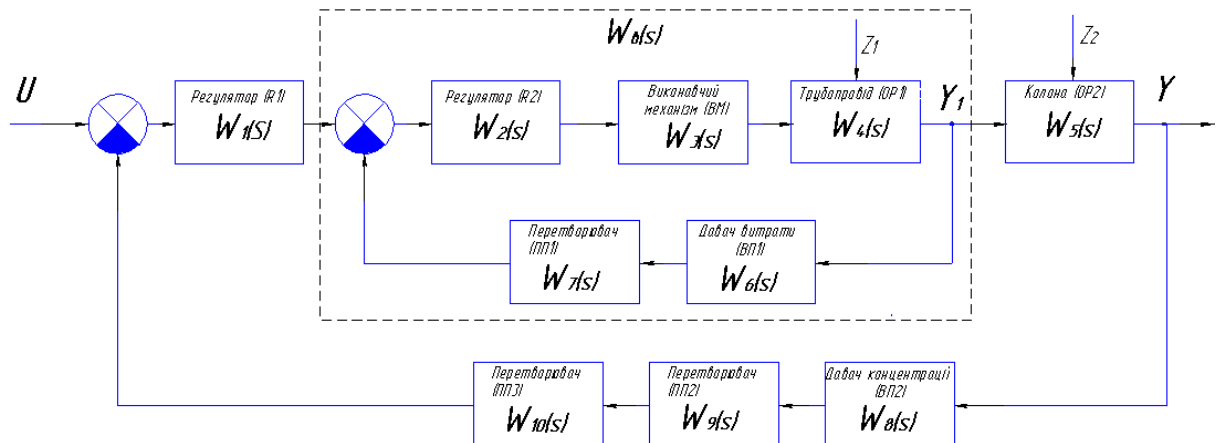 U
Регулятор (R1)
W1(S)
Wв(s)
Регулятор (R2)
W2(s)
Виконавчий
механізм (ВМ)
W3(s)
Z1
Трубопровід (ОР1)
W4(s)
Y1
Z2
Колона (ОР2)
W5(s)
Y
Перетворювач
(ПП1)
W7(s)
Давач витрати
(ВП1)
W6(s)
Перетворювач
(ПП3)
W10(s)
Перетворювач
(ПП2)
W9(s)
Давач концентрації
(ВП2)
W8(s)